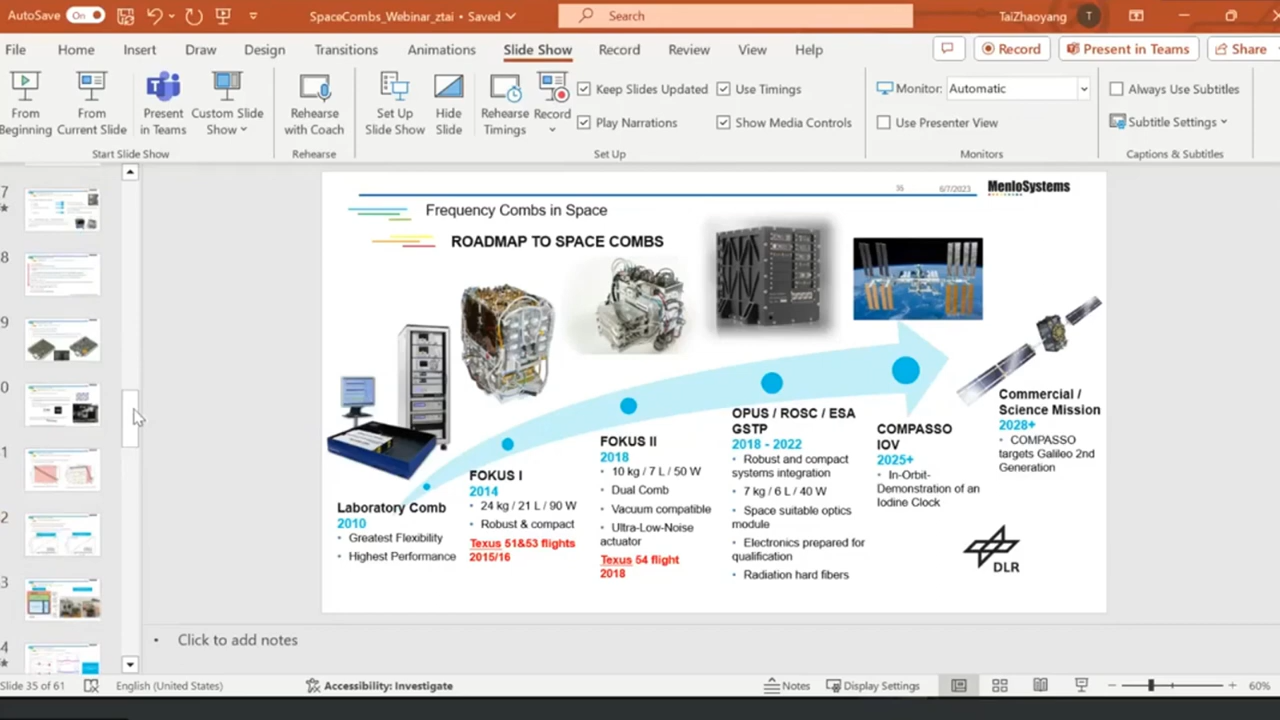 AutoSave On SpaceCombs_Webinar_ztai • Saved Search TaiZhaoyang T
File Home Insert Draw Design Transitions Animations Slide Show Record Review View Help Record Present in Teams Share
From Beginning
From Current Slide
Present in Teams
Custom Slide Show
Rehearse with Coach
Set Up Slide Show
Hide Slide
Rehearse Timings
Record
Keep Slides Updated
Use Timings
Play Narrations
Show Media Controls
Monitor: Automatic
Use Presenter View
Always Use Subtitles
Subtitle Settings
Start Slide Show Rehearse Set Up Monitors Captions & Subtitles
7
8
9
0
1
2
3
4
35 6/7/2023 MenloSystems
Frequency Combs in Space
ROADMAP TO SPACE COMBS
Laboratory Comb
2010
• Greatest Flexibility
• Highest Performance
FOKUS I
2014
• 24 kg / 21 L / 90 W
• Robust & compact
Texus 51&53 flights
2015/16
FOKUS II
2018
• 10 kg / 7 L / 50 W
• Dual Comb
• Vacuum compatible
• Ultra-Low-Noise
actuator
Texus 54 flight
2018
OPUS / ROSC / ESA
GSTP
2018 - 2022
• Robust and compact
systems integration
• 7 kg / 6 L / 40 W
• Space suitable optics
module
• Electronics prepared for
qualification
• Radiation hard fibers
COMPASSO
IOV
2025+
• In-Orbit-
Demonstration of an
Iodine Clock
Commercial /
Science Mission
2028+
• COMPASSO
targets Galileo 2nd
Generation
DLR
• Click to add notes
Slide 35 of 61 English (United States) Accessibility: Investigate Notes Display Settings 60%